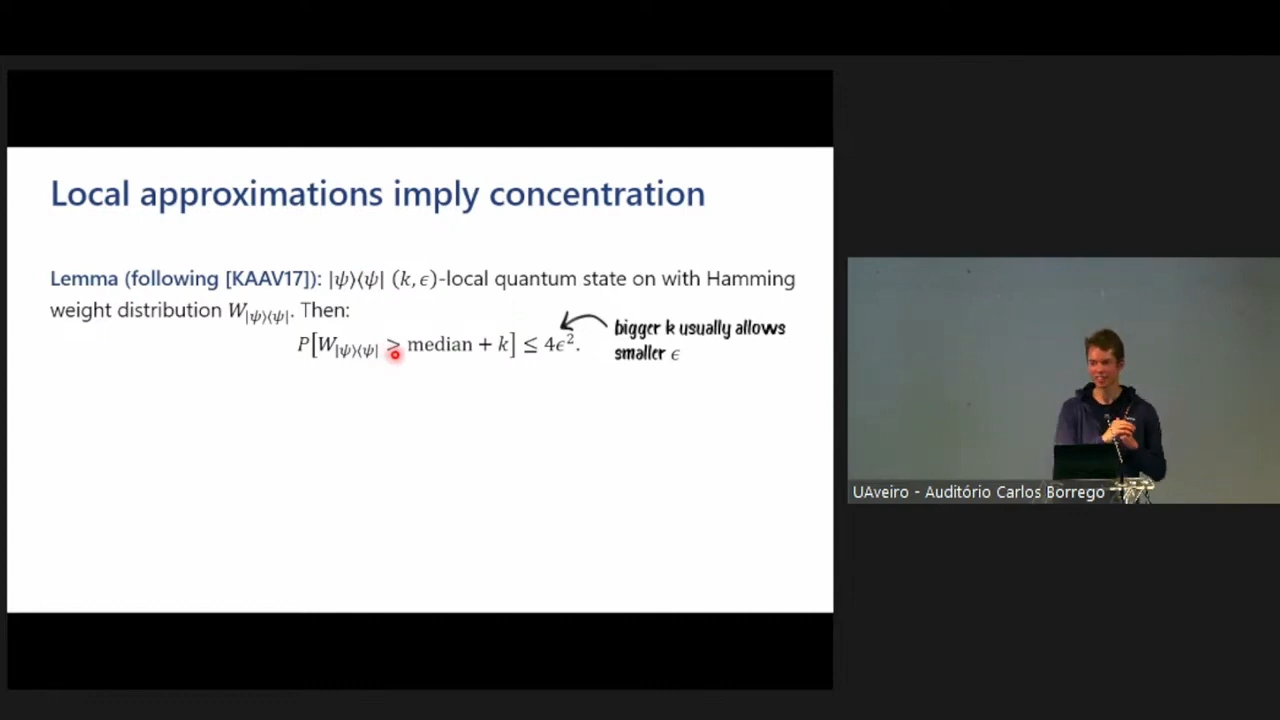 Local approximations imply concentration
Lemma (following [KAAV17]): |ψ⟩⟨ψ| (k, ϵ)-local quantum state on with Hamming
weight distribution W|ψ⟩⟨ψ|. Then:
P[W|ψ⟩⟨ψ| > median + k] ≤ 4ϵ².
bigger k usually allows
smaller ϵ
UAveiro - Auditório Carlos Borrego